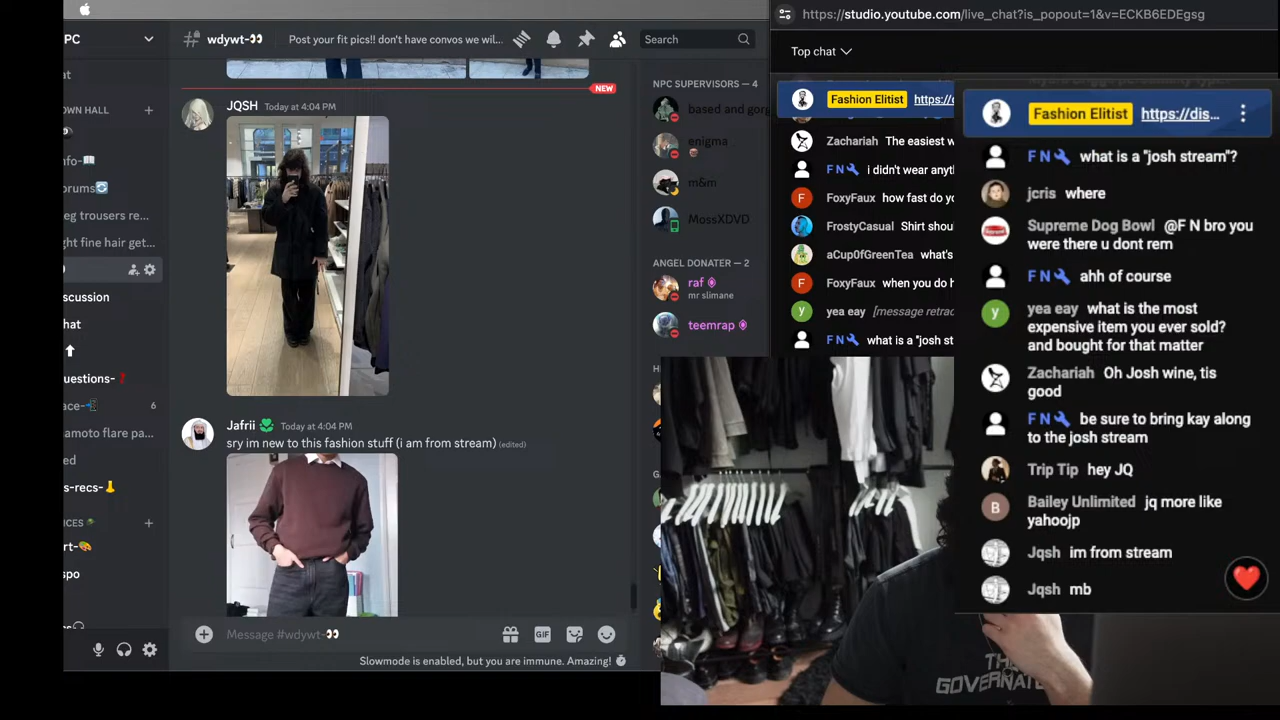 https://studio.youtube.com/live_chat?is_popout=1&v=ECKB6EDEgsg
PC
wdywt-👀
Post your fit pics!! don't have convos we wil...
Search
Top chat
OWN HALL
nfo-📖
orums🔄
eg trousers re...
ght fine hair get...
scussion
hat
uestions-❓
ace-
6
amoto flare pa...
ed
s-recs-👃
ICES
rt-🎨
spo
NEW
JQSH Today at 4:04 PM
Jafrii Today at 4:04 PM
sry im new to this fashion stuff (i am from stream) (edited)
Message #wdywt-👀
GIF
Slowmode is enabled, but you are immune. Amazing!
NPC SUPERVISORS — 4
based and gor
enigma
m&m
MossXDVD
ANGEL DONATER — 2
raf
mr slimane
teemrap
Fashion Elitist https://
Zachariah The easiest w
F N🔧 i didn't wear anyt
FoxyFaux how fast do yo
FrostyCasual Shirt shou
aCup0fGreenTea what's
FoxyFaux when you do h
yea eay [message retrac
F N🔧 what is a "josh st
Fashion Elitist https://dis...
F N🔧 what is a "josh stream"?
jcris where
Supreme Dog Bowl @F N bro you
were there u dont rem
F N🔧 ahh of course
yea eay what is the most
expensive item you ever sold?
and bought for that matter
Zachariah Oh Josh wine, tis
good
F N🔧 be sure to bring kay along
to the josh stream
Trip Tip hey JQ
Bailey Unlimited jq more like
yahoojp
Jqsh im from stream
Jqsh mb
GOVERNAT